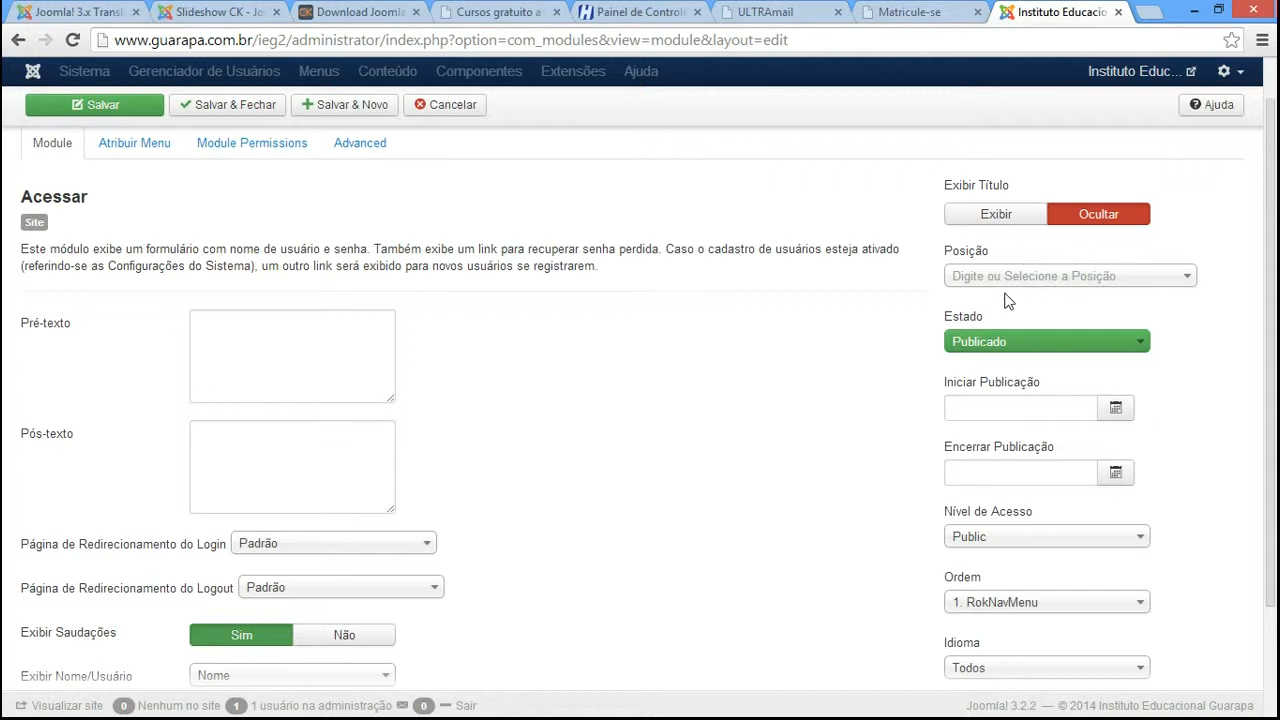 Joomla! 3.x Transl
Slideshow CK - Jo
Download Joomla
Cursos gratuito a
Painel de Control
ULTRAmail
Matricule-se
Instituto Educacio
www.guarapa.com.br/ieg2/administrator/index.php?option=com_modules&view=module&layout=edit
Sistema Gerenciador de Usuários Menus Conteúdo Componentes Extensões Ajuda Instituto Educ...
Salvar Salvar & Fechar Salvar & Novo Cancelar Ajuda
Module Atribuir Menu Module Permissions Advanced
Acessar
Site
Este módulo exibe um formulário com nome de usuário e senha. Também exibe um link para recuperar senha perdida. Caso o cadastro de usuários esteja ativado
(referindo-se as Configurações do Sistema), um outro link será exibido para novos usuários se registrarem.
Pré-texto
Pós-texto
Página de Redirecionamento do Login Padrão
Página de Redirecionamento do Logout Padrão
Exibir Saudações Sim Não
Exibir Nome/Usuário Nome
Exibir Título
Exibir Ocultar
Posição
Digite ou Selecione a Posição
Estado
Publicado
Iniciar Publicação
Encerrar Publicação
Nível de Acesso
Public
Ordem
1. RokNavMenu
Idioma
Todos
Visualizar site 0 Nenhum no site 1 1 usuário na administração 0 Sair Joomla! 3.2.2 — © 2014 Instituto Educacional Guarapa